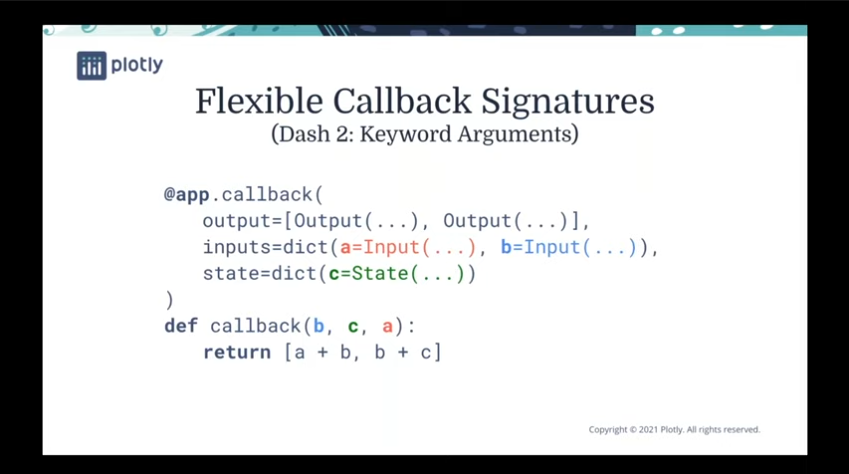 plotly
Flexible Callback Signatures
(Dash 2: Keyword Arguments)
@app.callback(
output=[Output(...), Output(...)],
inputs=dict(a=Input(...), b=Input(...)),
state=dict(c=State(...))
)
def callback(b, c, a):
return [a + b, b + c]
Copyright © 2021 Plotly. All rights reserved.